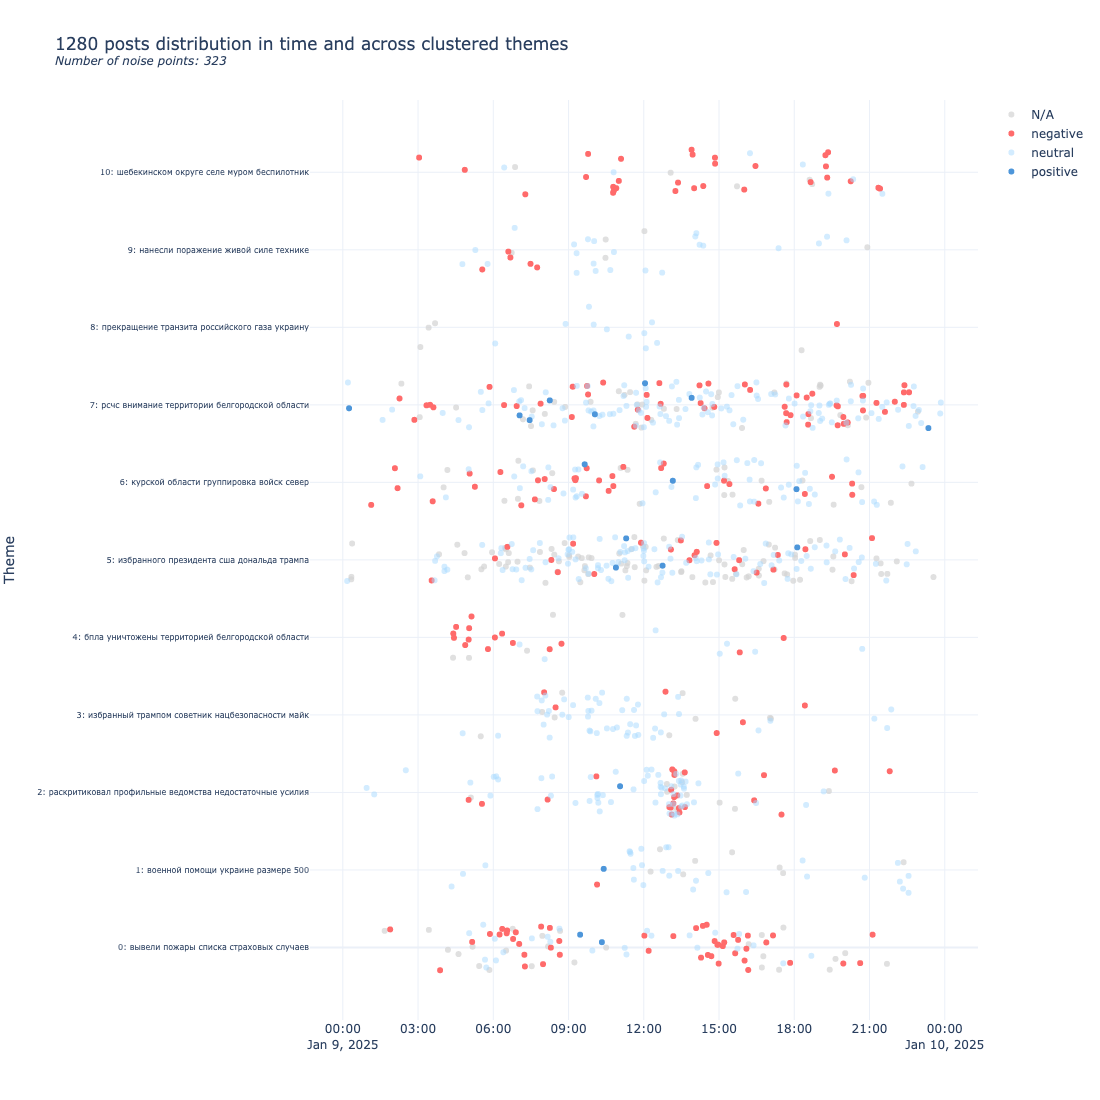 1280 posts distribution in time and across clustered themes
Number of noise points: 323
N/A
negative
neutral
positive
Theme
10: шебекинском округе селе муром беспилотник
9: нанесли поражение живой силе технике
8: прекращение транзита российского газа украину
7: рсчс внимание территории белгородской области
6: курской области группировка войск север
5: избранного президента сша дональда трампа
4: бпла уничтожены территорией белгородской области
3: избранный трампом советник нацбезопасности майк
2: раскритиковал профильные ведомства недостаточные усилия
1: военной помощи украине размере 500
0: вывели пожары списка страховых случаев
00:00 03:00 06:00 09:00 12:00 15:00 18:00 21:00 00:00
Jan 9, 2025 Jan 10, 2025